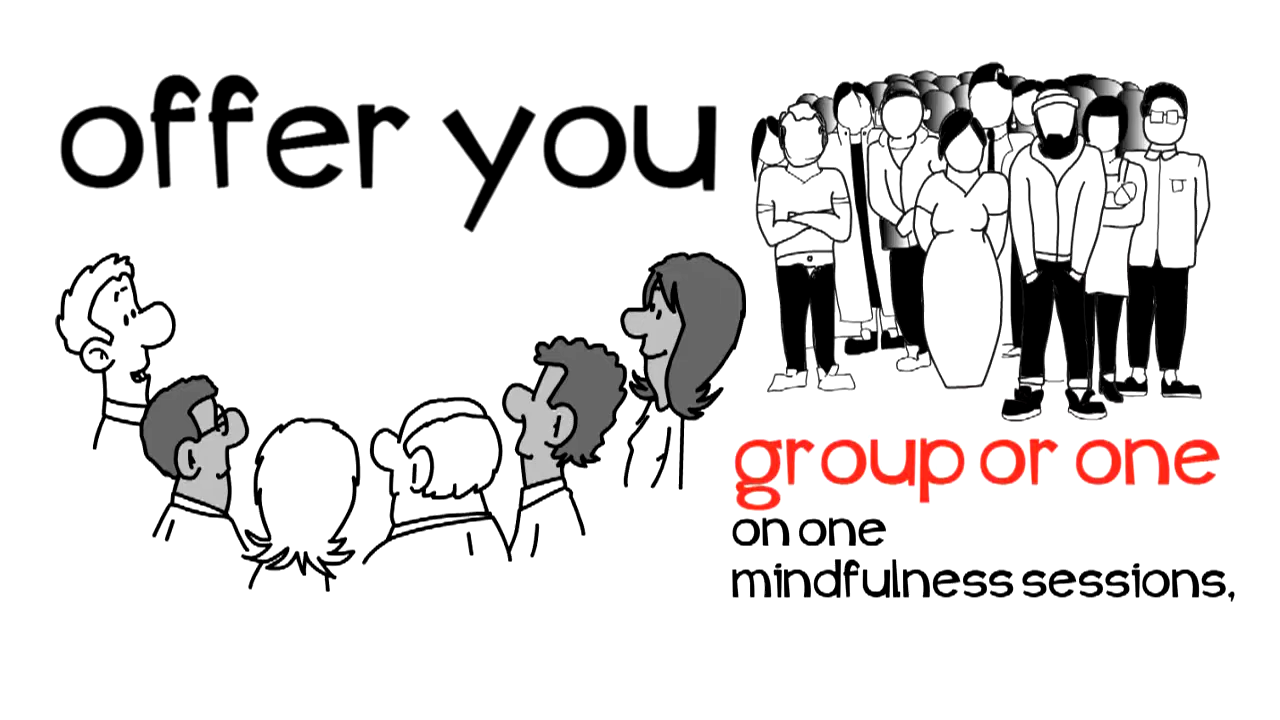 offer you
group or one
on one
mindfulness sessions,